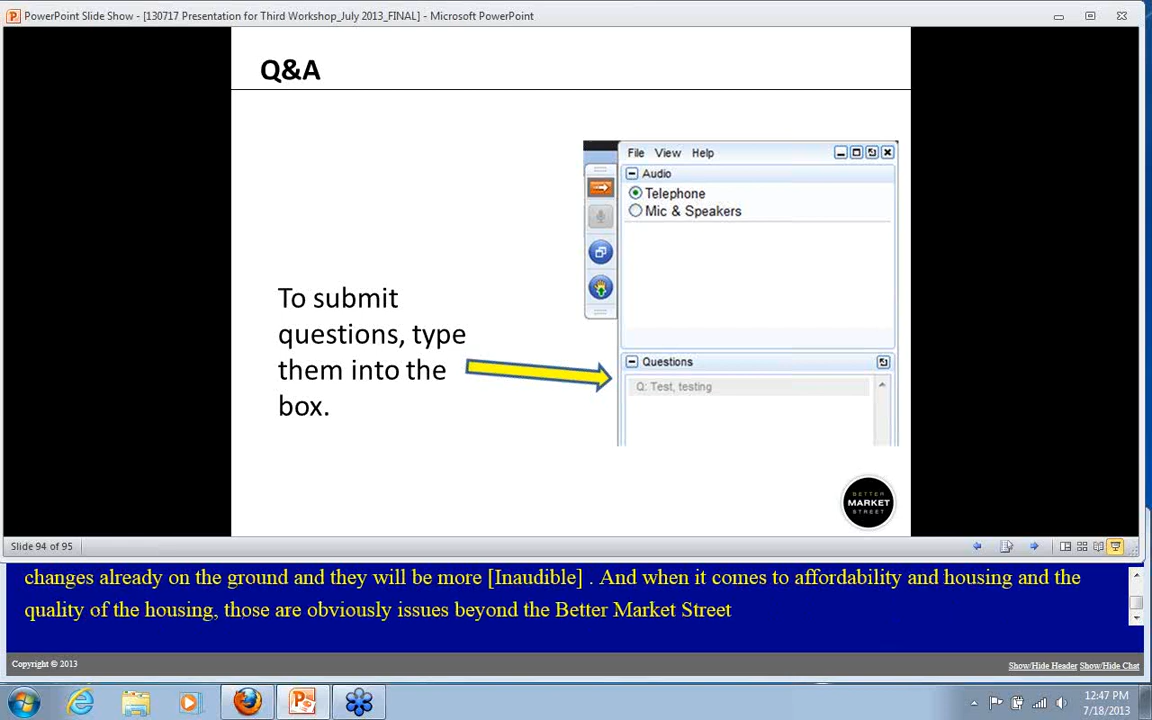 PowerPoint Slide Show - [130717 Presentation for Third Workshop_July 2013_FINAL] - Microsoft PowerPoint
Q&A
File View Help
Audio
Telephone
Mic & Speakers
To submit
questions, type
them into the
box.
Questions
Q: Test, testing
BETTER
MARKET
STREET
Slide 94 of 95
changes already on the ground and they will be more [Inaudible] . And when it comes to affordability and housing and the
quality of the housing, those are obviously issues beyond the Better Market Street
Copyright © 2013
Show/Hide Header Show/Hide Chat
12:47 PM
7/18/2013